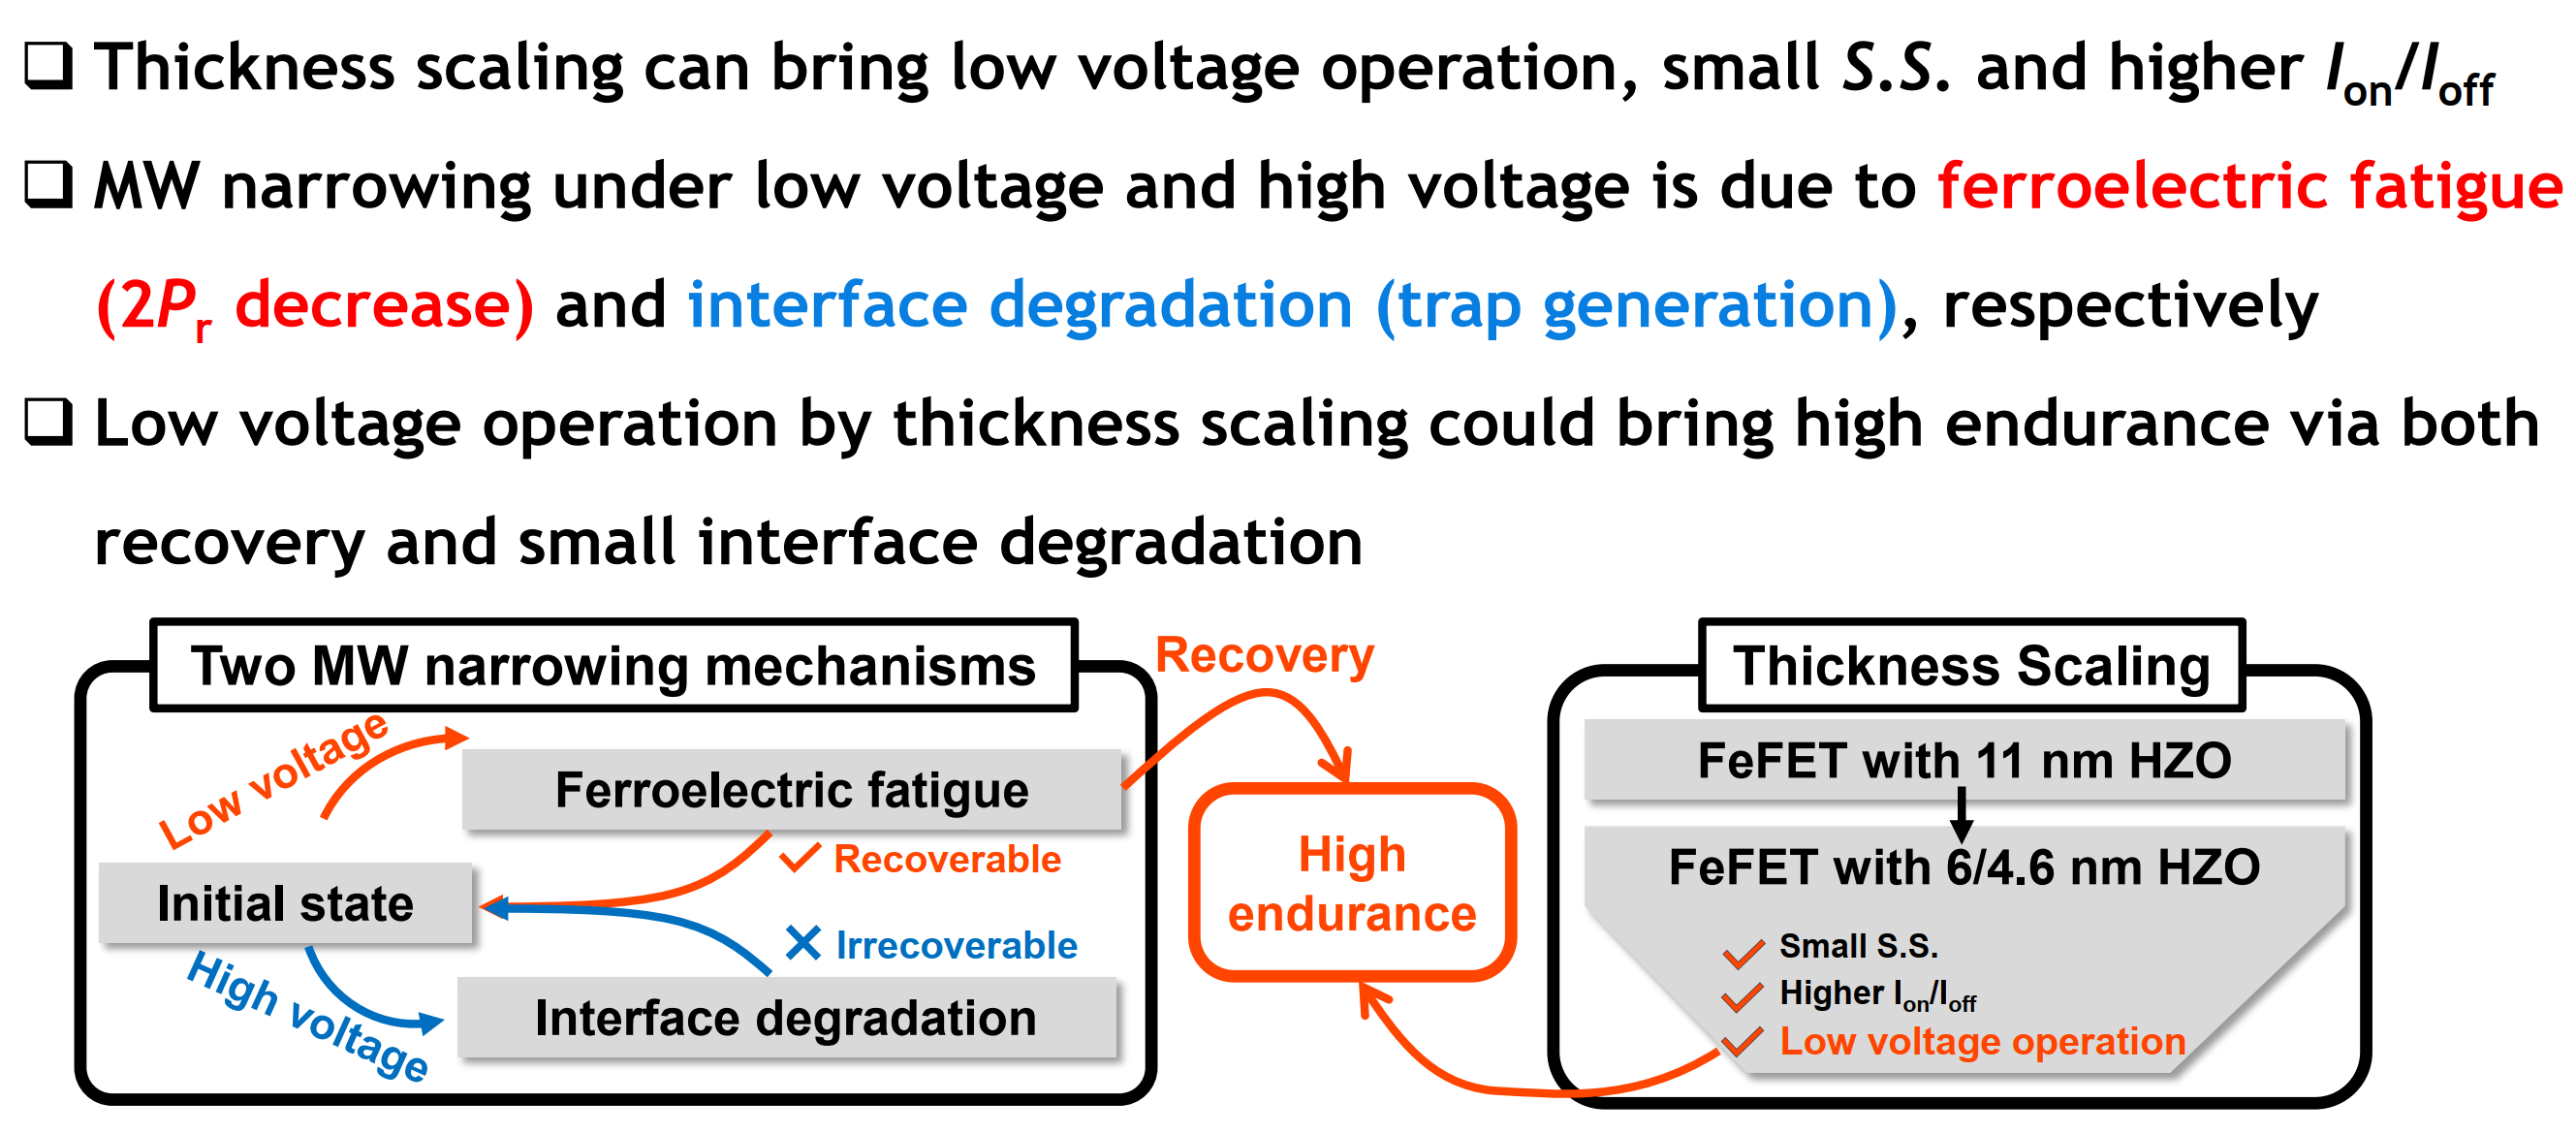 Thickness scaling can bring low voltage operation, small S.S. and higher Ion/Ioff
MW narrowing under low voltage and high voltage is due to ferroelectric fatigue
(2Pr decrease) and interface degradation (trap generation), respectively
Low voltage operation by thickness scaling could bring high endurance via both
recovery and small interface degradation
Two MW narrowing mechanisms
Low voltage
Ferroelectric fatigue
Recoverable
Initial state
Irrecoverable
High voltage
Interface degradation
Recovery
High
endurance
Thickness Scaling
FeFET with 11 nm HZO
FeFET with 6/4.6 nm HZO
Small S.S.
Higher Ion/Ioff
Low voltage operation